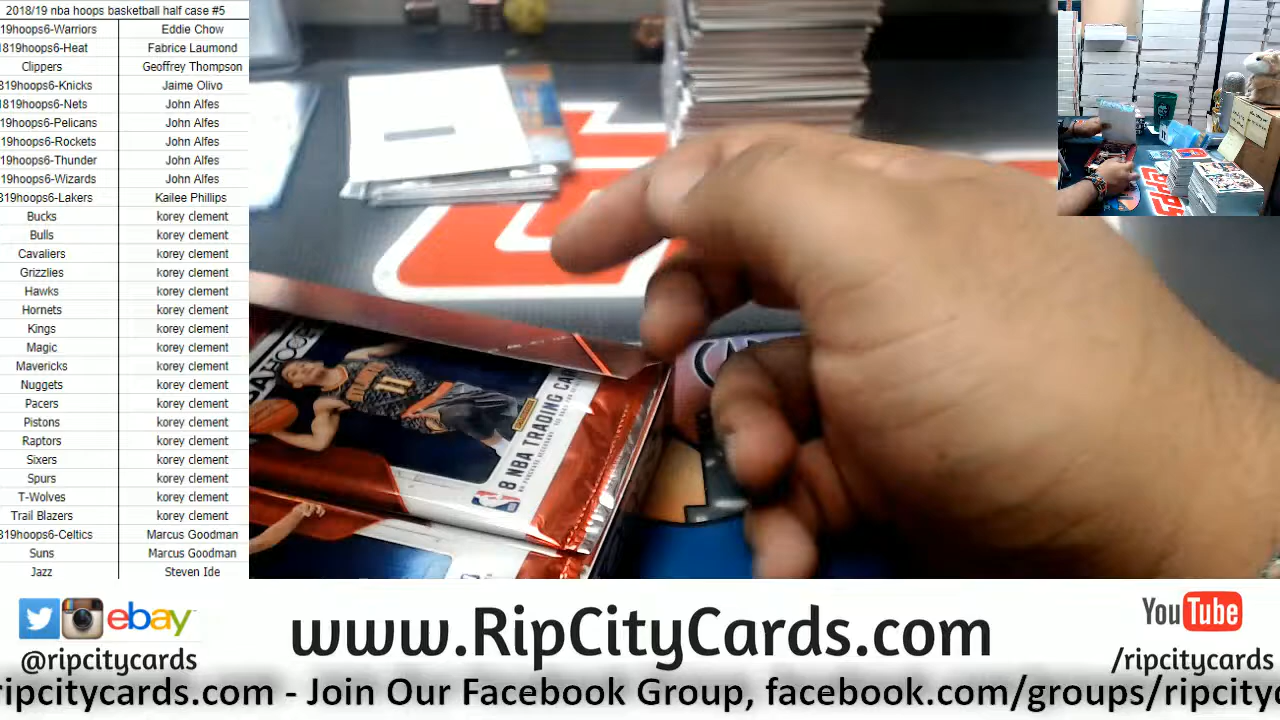 2018/19 nba hoops basketball half case #5
19hoops6-Warriors Eddie Chow
1819hoops6-Heat Fabrice Laumond
Clippers Geoffrey Thompson
819hoops6-Knicks Jaime Olivo
1819hoops6-Nets John Alfes
19hoops6-Pelicans John Alfes
19hoops6-Rockets John Alfes
19hoops6-Thunder John Alfes
19hoops6-Wizards John Alfes
819hoops6-Lakers Kailee Phillips
Bucks korey clement
Bulls korey clement
Cavaliers korey clement
Grizzlies korey clement
Hawks korey clement
Hornets korey clement
Kings korey clement
Magic korey clement
Mavericks korey clement
Nuggets korey clement
Pacers korey clement
Pistons korey clement
Raptors korey clement
Sixers korey clement
Spurs korey clement
T-Wolves korey clement
Trail Blazers korey clement
819hoops6-Celtics Marcus Goodman
Suns Marcus Goodman
Jazz Steven Ide
8 NBA TRADING CAR
ebay
@ripcitycards
www.RipCityCards.com
YouTube
/ripcitycards
ripcitycards.com - Join Our Facebook Group, facebook.com/groups/ripcityc